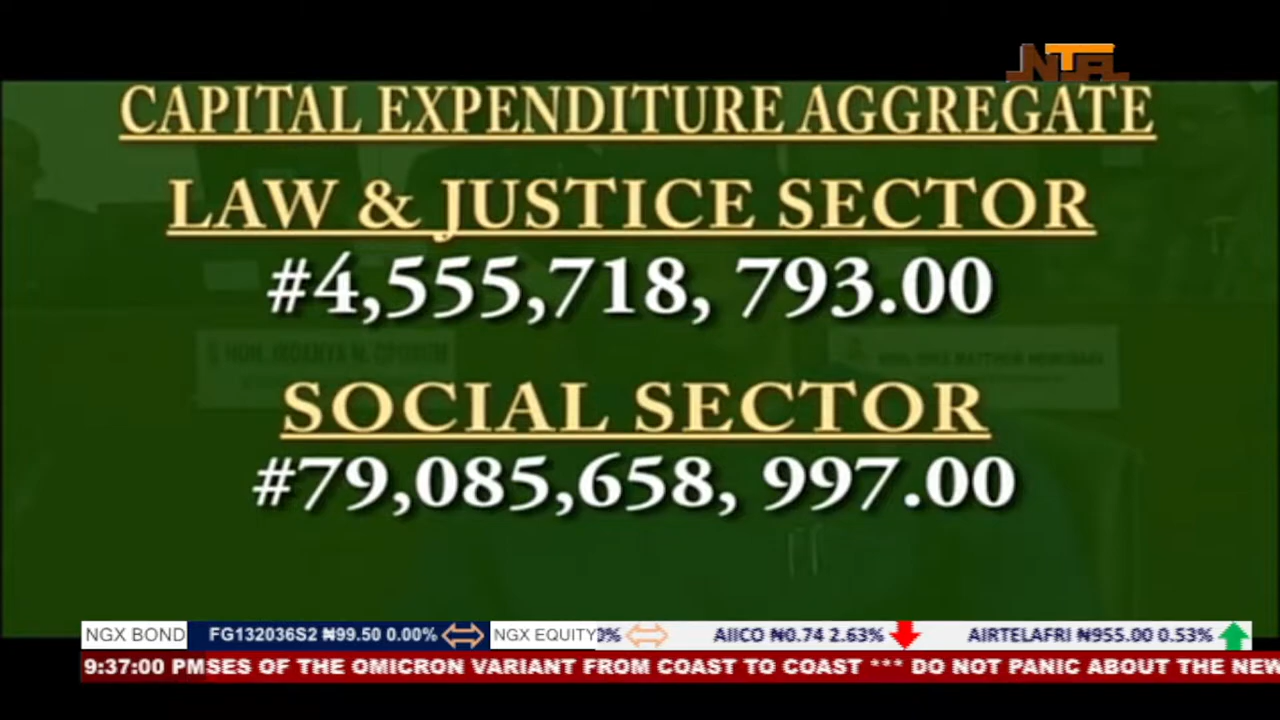 NTA
CAPITAL EXPENDITURE AGGREGATE
LAW & JUSTICE SECTOR
#4,555,718, 793.00
SOCIAL SECTOR
#79,085,658, 997.00
NGX BOND FG132036S2 ₦99.50 0.00% NGX EQUITY 0% AIICO ₦0.74 2.63% AIRTELAFRI ₦955.00 0.53%
9:37:00 PM SES OF THE OMICRON VARIANT FROM COAST TO COAST *** DO NOT PANIC ABOUT THE NEW